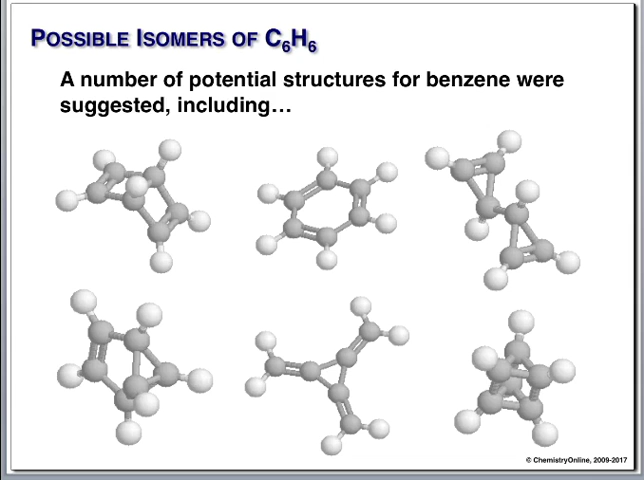 POSSIBLE ISOMERS OF C₆H₆
A number of potential structures for benzene were
suggested, including…
© ChemistryOnline, 2009-2017